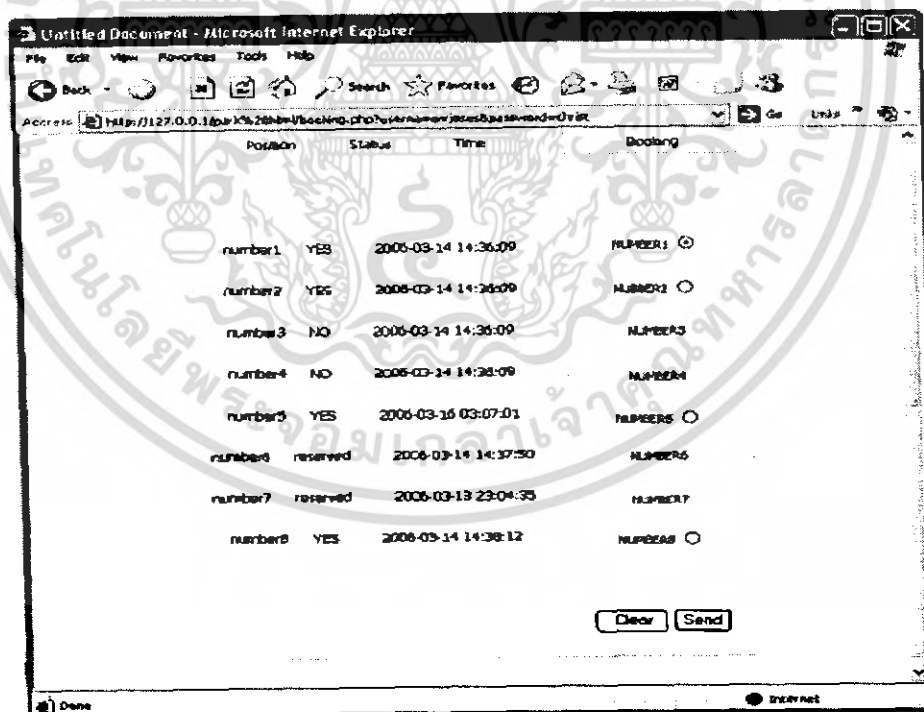 Untitled Document - Microsoft Internet Explorer
File Edit View Favorites Tools Help
Back Search Favorites
Go Links
Position Status Time Booking
number1 YES 2006-03-14 14:36:09 NUMBER1
number2 YES 2006-03-14 14:36:09 NUMBER2
number3 NO 2006-03-14 14:36:09 NUMBER3
number4 NO 2006-03-14 14:36:09 NUMBER4
number5 YES 2006-03-16 03:07:01 NUMBER5
number6 reserved 2006-03-14 14:37:50 NUMBER6
number7 reserved 2006-03-13 23:04:35 NUMBER7
number8 YES 2006-03-14 14:38:12 NUMBER8
Clear Send
Done Internet